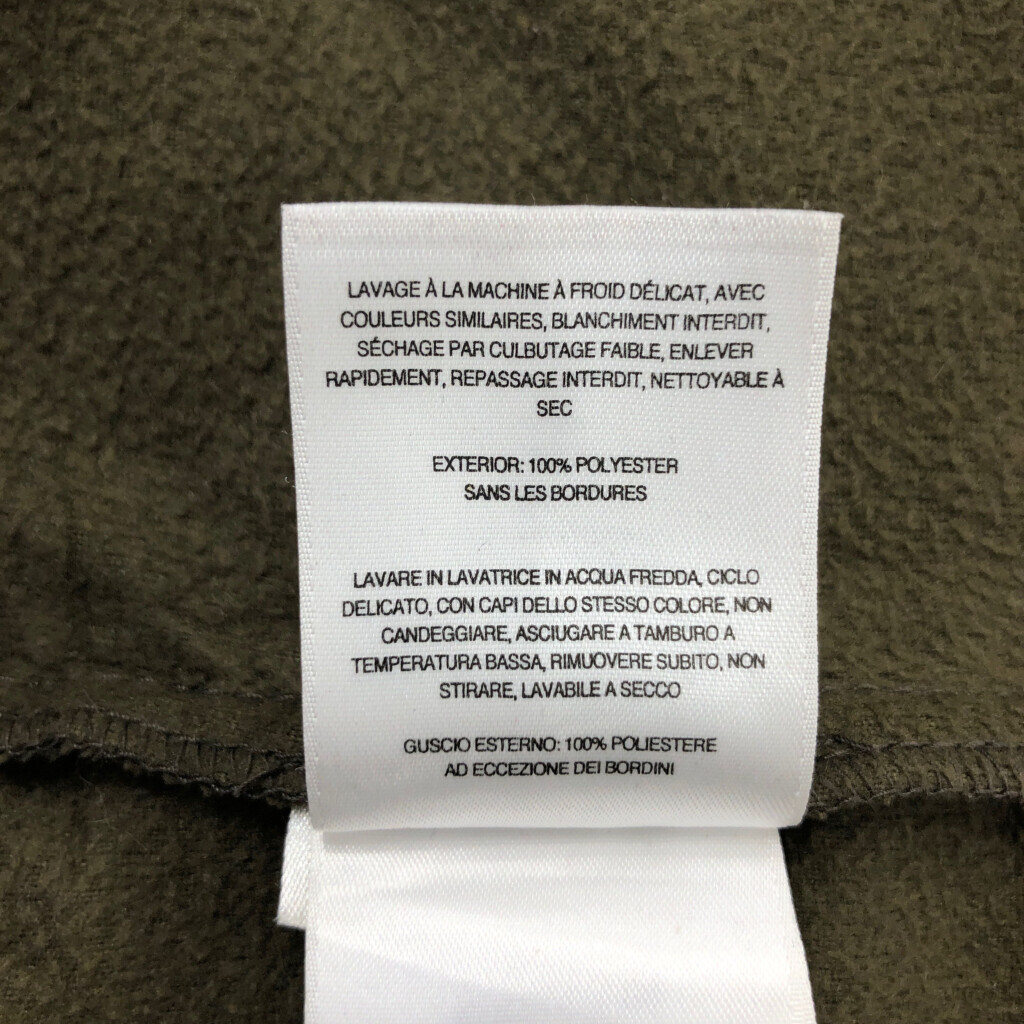 LAVAGE À LA MACHINE À FROID DÉLICAT, AVEC
COULEURS SIMILAIRES, BLANCHIMENT INTERDIT,
SÉCHAGE PAR CULBUTAGE FAIBLE, ENLEVER
RAPIDEMENT, REPASSAGE INTERDIT, NETTOYABLE À
SEC
EXTERIOR: 100% POLYESTER
SANS LES BORDURES
LAVARE IN LAVATRICE IN ACQUA FREDDA, CICLO
DELICATO, CON CAPI DELLO STESSO COLORE, NON
CANDEGGIARE, ASCIUGARE A TAMBURO A
TEMPERATURA BASSA, RIMUOVERE SUBITO, NON
STIRARE, LAVABILE A SECCO
GUSCIO ESTERNO: 100% POLIESTERE
AD ECCEZIONE DEI BORDINI